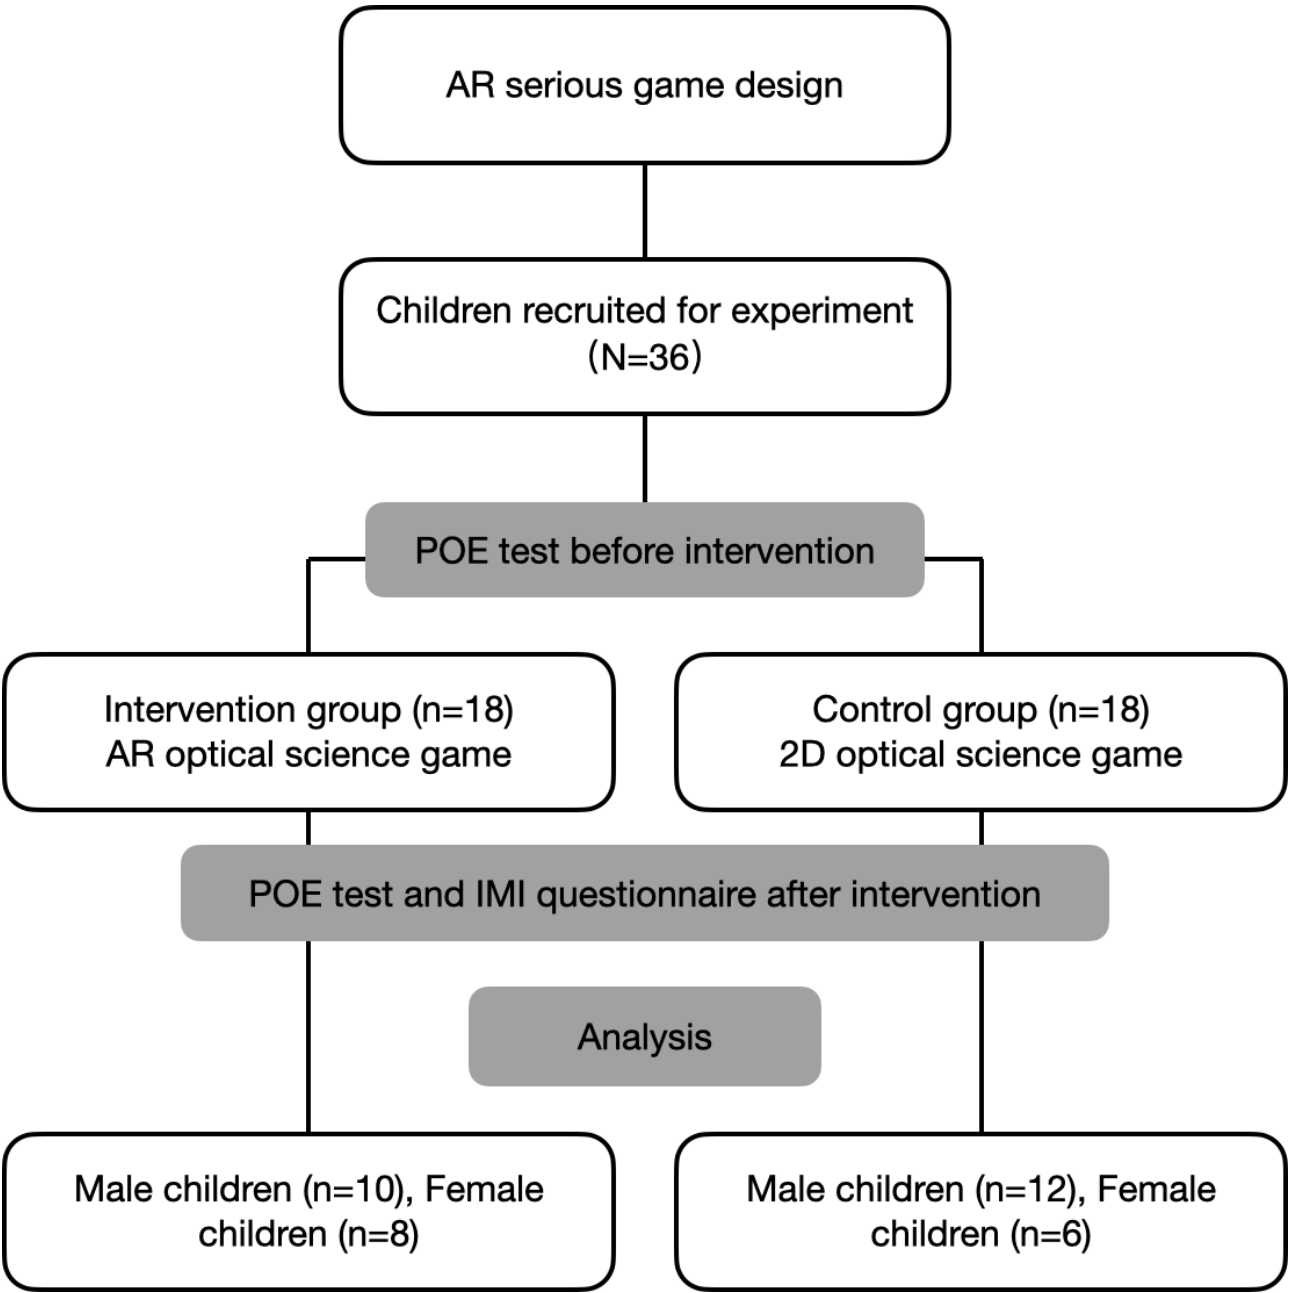 AR serious game design
Children recruited for experiment
(N=36)
POE test before intervention
Intervention group (n=18)
AR optical science game
Control group (n=18)
2D optical science game
POE test and IMI questionnaire after intervention
Analysis
Male children (n=10), Female
children (n=8)
Male children (n=12), Female
children (n=6)